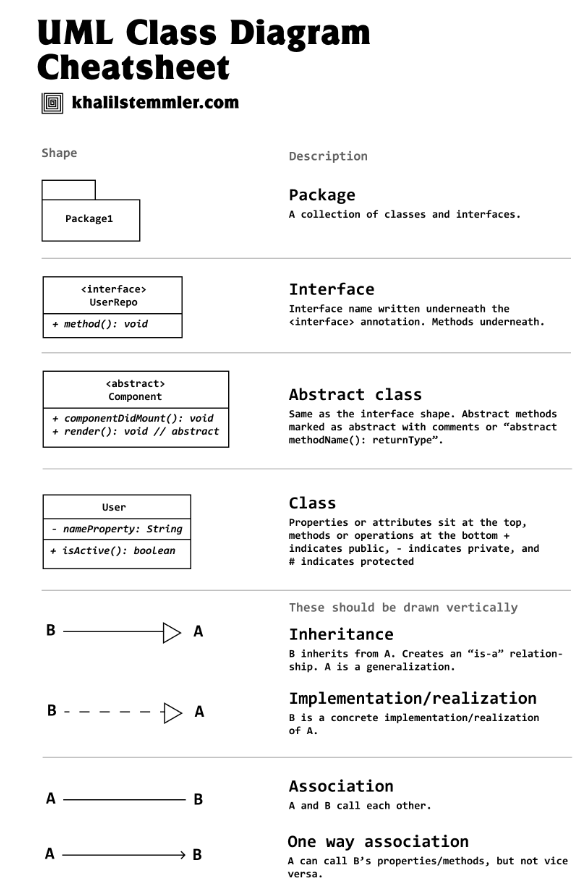 UML Class Diagram
Cheatsheet
khalilstemmler.com
Shape
Description
Package1
Package
A collection of classes and interfaces.
<interface>
UserRepo
+ method(): void
Interface
Interface name written underneath the
<interface> annotation. Methods underneath.
<abstract>
Component
+ componentDidMount(): void
+ render(): void // abstract
Abstract class
Same as the interface shape. Abstract methods
marked as abstract with comments or “abstract
methodName(): returnType”.
User
- nameProperty: String
+ isActive(): boolean
Class
Properties or attributes sit at the top,
methods or operations at the bottom +
indicates public, - indicates private, and
# indicates protected
These should be drawn vertically
B A
Inheritance
B inherits from A. Creates an “is-a” relation-
ship. A is a generalization.
B A
Implementation/realization
B is a concrete implementation/realization
of A.
A B
Association
A and B call each other.
A B
One way association
A can call B’s properties/methods, but not vice
versa.